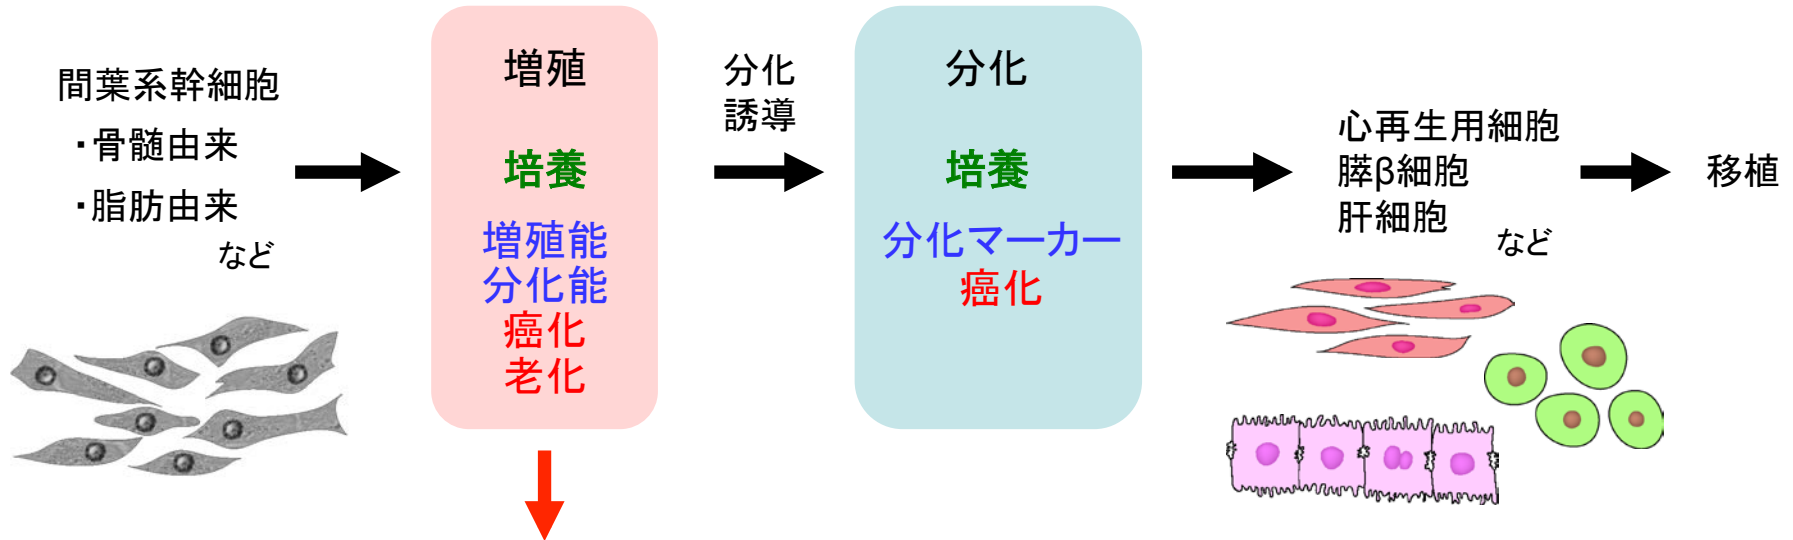 間葉系幹細胞
・骨髄由来
・脂肪由来
など
増殖
培養
増殖能
分化能
癌化
老化
分化
誘導
分化
培養
分化マーカー
癌化
心再生用細胞
膵β細胞
肝細胞
など
移植